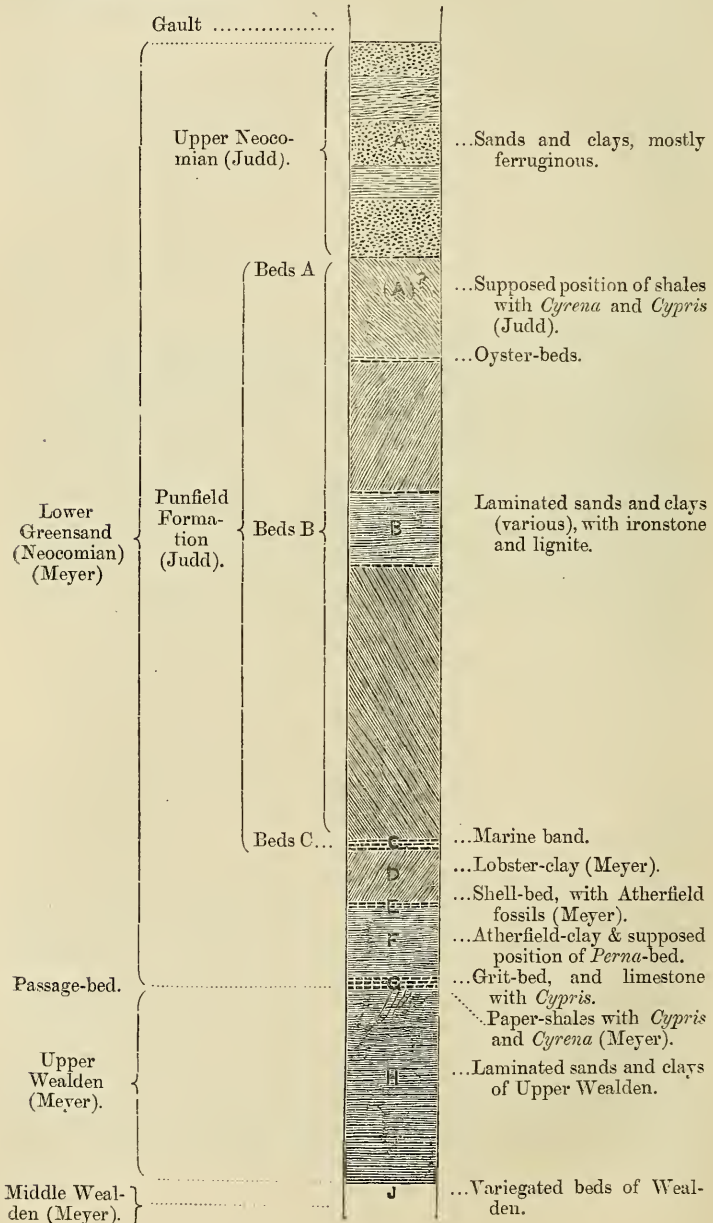 Gault ..................
Upper Neoco-
mian (Judd).
A
...Sands and clays, mostly
ferruginous.
Beds A
(A)?
...Supposed position of shales
with Cyrena and Cypris
(Judd).
...Oyster-beds.
Lower
Greensand
(Neocomian)
(Meyer)
Punfield
Forma-
tion
(Judd).
Beds B
B
Laminated sands and clays
(various), with ironstone
and lignite.
Beds C...
C
...Marine band.
D
...Lobster-clay (Meyer).
E
...Shell-bed, with Atherfield
fossils (Meyer).
F
...Atherfield-clay & supposed
position of Perna-bed.
Passage-bed.
G
...Grit-bed, and limestone
with Cypris.
Paper-shales with Cypris
and Cyrena (Meyer).
Upper
Wealden
(Meyer).
H
...Laminated sands and clays
of Upper Wealden.
Middle Weal-
den (Meyer).
J
...Variegated beds of Weal-
den.